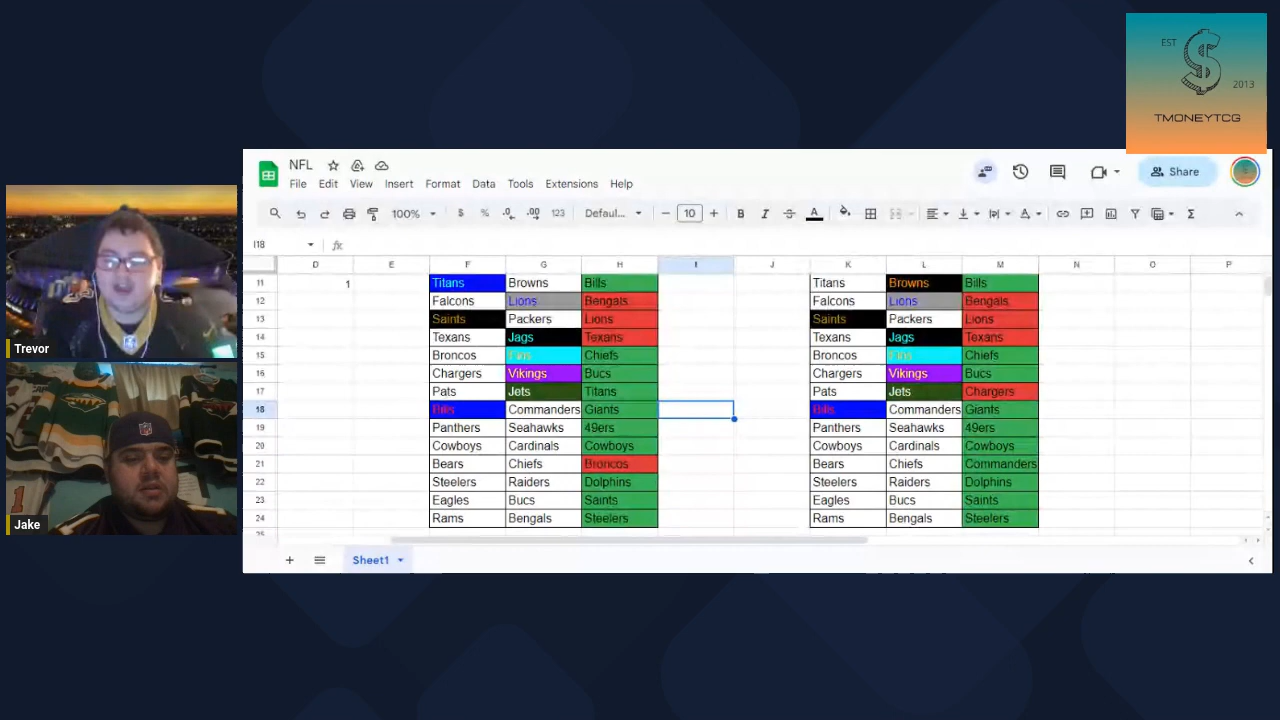 EST
2013
TMONEYTCG
NFL
File Edit View Insert Format Data Tools Extensions Help
Share
100% $ % .0 .00 123 Defaul... 10 B I A
I18 fx
D E F G H I J K L M N O P
11 1 Titans Browns Bills Titans Browns Bills
12 Falcons Lions Bengals Falcons Lions Bengals
13 Saints Packers Lions Saints Packers Lions
14 Texans Jags Texans Texans Jags Texans
15 Broncos Chiefs Broncos Chiefs
16 Chargers Vikings Bucs Chargers Vikings Bucs
17 Pats Jets Titans Pats Jets Chargers
18 Bills Commanders Giants Bills Commanders Giants
19 Panthers Seahawks 49ers Panthers Seahawks 49ers
20 Cowboys Cardinals Cowboys Cowboys Cardinals Cowboys
21 Bears Chiefs Broncos Bears Chiefs Commanders
22 Steelers Raiders Dolphins Steelers Raiders Dolphins
23 Eagles Bucs Saints Eagles Bucs Saints
24 Rams Bengals Steelers Rams Bengals Steelers
Sheet1
Trevor
Jake